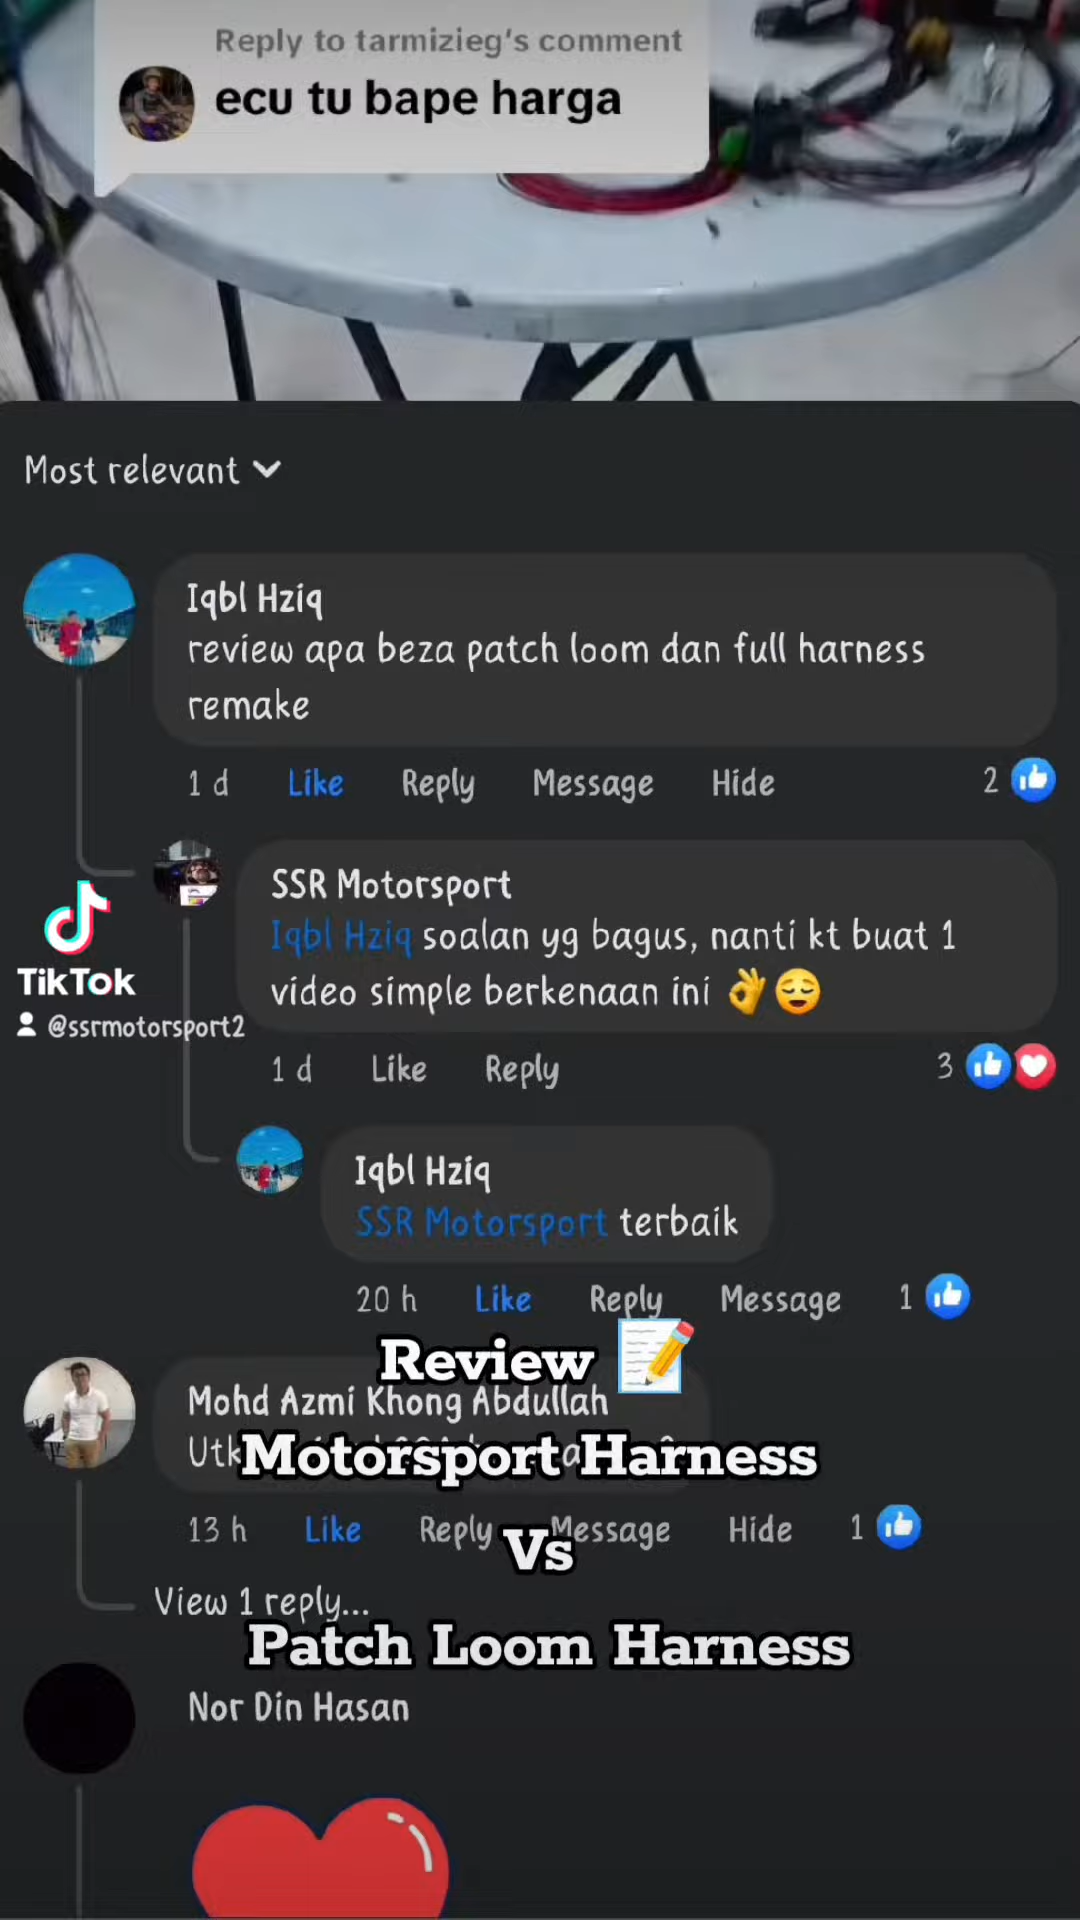 Reply to tarmizieg's comment
ecu tu bape harga
Most relevant
Iqbl Hziq
review apa beza patch loom dan full harness
remake
1 d Like Reply Message Hide 2
SSR Motorsport
Iqbl Hziq soalan yg bagus, nanti kt buat 1
video simple berkenaan ini 👌😌
TikTok
@ssrmotorsport2
1 d Like Reply 3
Iqbl Hziq
SSR Motorsport terbaik
20 h Like Reply Message 1
Review 📝
Mohd Azmi Khong Abdullah
Motorsport Harness
13 h Like Reply Message Hide 1
Vs
View 1 reply...
Patch Loom Harness
Nor Din Hasan